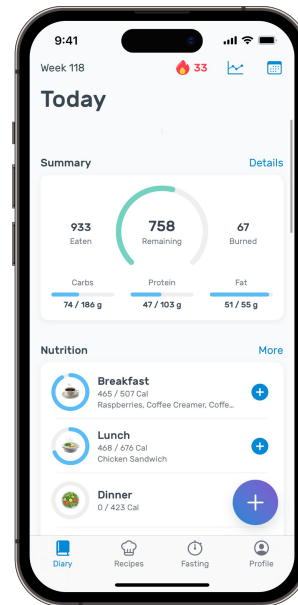 9:41
Week 118
33
Today
Summary
Details
933
Eaten
758
Remaining
67
Burned
Carbs
Protein
Fat
74 / 186 g
47 / 103 g
51 / 55 g
Nutrition
More
Breakfast
465 / 507 Cal
Raspberries, Coffee Creamer, Coffe...
Lunch
468 / 676 Cal
Chicken Sandwich
Dinner
0 / 423 Cal
Diary
Recipes
Fasting
Profile